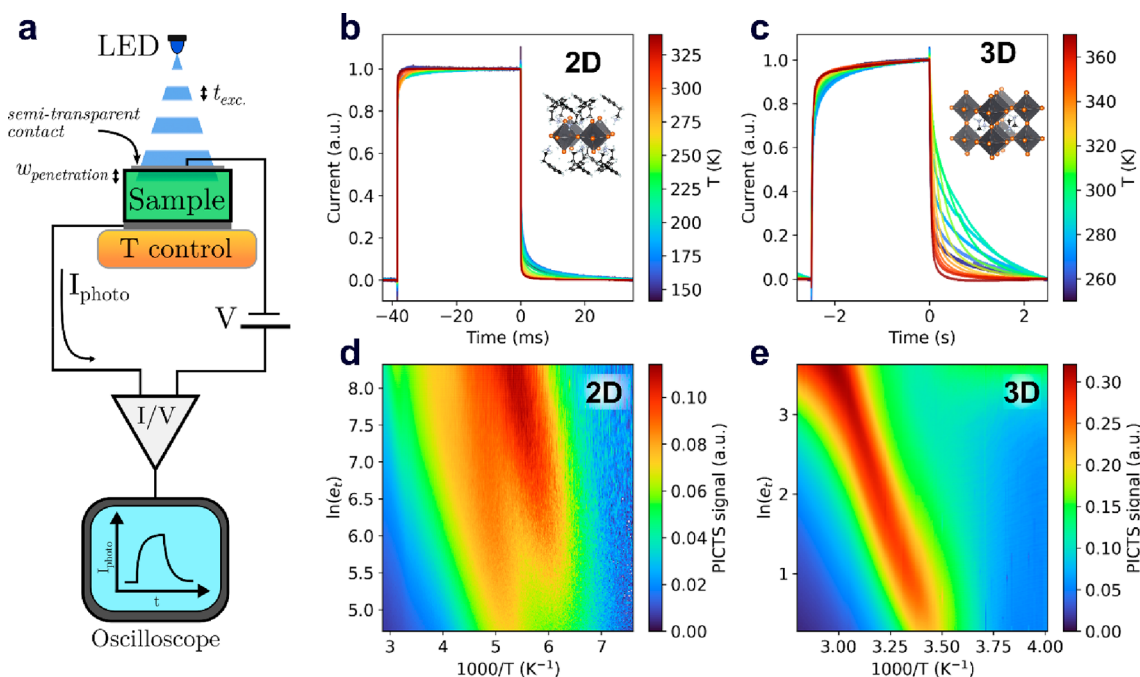 a
LED
t_exc.
semi-transparent
contact
w_penetration
Sample
T control
I_photo
V
I/V
I_photo
t
Oscilloscope
b
2D
Current (a.u.)
1.0
0.8
0.6
0.4
0.2
0.0
−40
−20
0
20
Time (ms)
325
300
275
250
225
200
175
150
T (K)
c
3D
Current (a.u.)
1.0
0.8
0.6
0.4
0.2
0.0
−2
0
2
Time (s)
360
340
320
300
280
260
T (K)
d
2D
ln(e_t)
8.0
7.5
7.0
6.5
6.0
5.5
5.0
3
4
5
6
7
1000/T (K⁻¹)
0.10
0.08
0.06
0.04
0.02
0.00
PICTS signal (a.u.)
e
3D
ln(e_t)
3
2
1
3.00
3.25
3.50
3.75
4.00
1000/T (K⁻¹)
0.30
0.25
0.20
0.15
0.10
0.05
0.00
PICTS signal (a.u.)